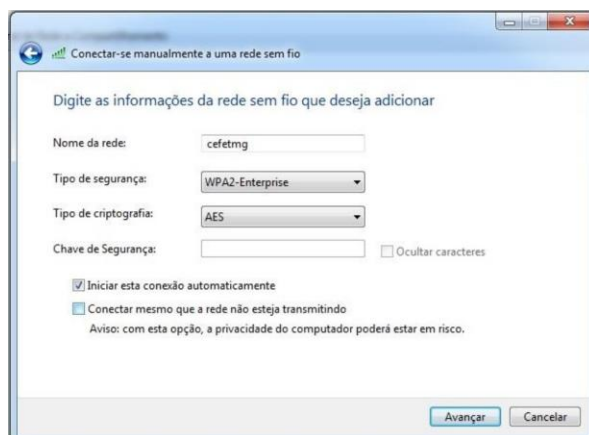 Conectar-se manualmente a uma rede sem fio
Digite as informações da rede sem fio que deseja adicionar
Nome da rede: cefetmg
Tipo de segurança: WPA2-Enterprise
Tipo de criptografia: AES
Chave de Segurança: Ocultar caracteres
Iniciar esta conexão automaticamente
Conectar mesmo que a rede não esteja transmitindo
Aviso: com esta opção, a privacidade do computador poderá estar em risco.
Avançar Cancelar